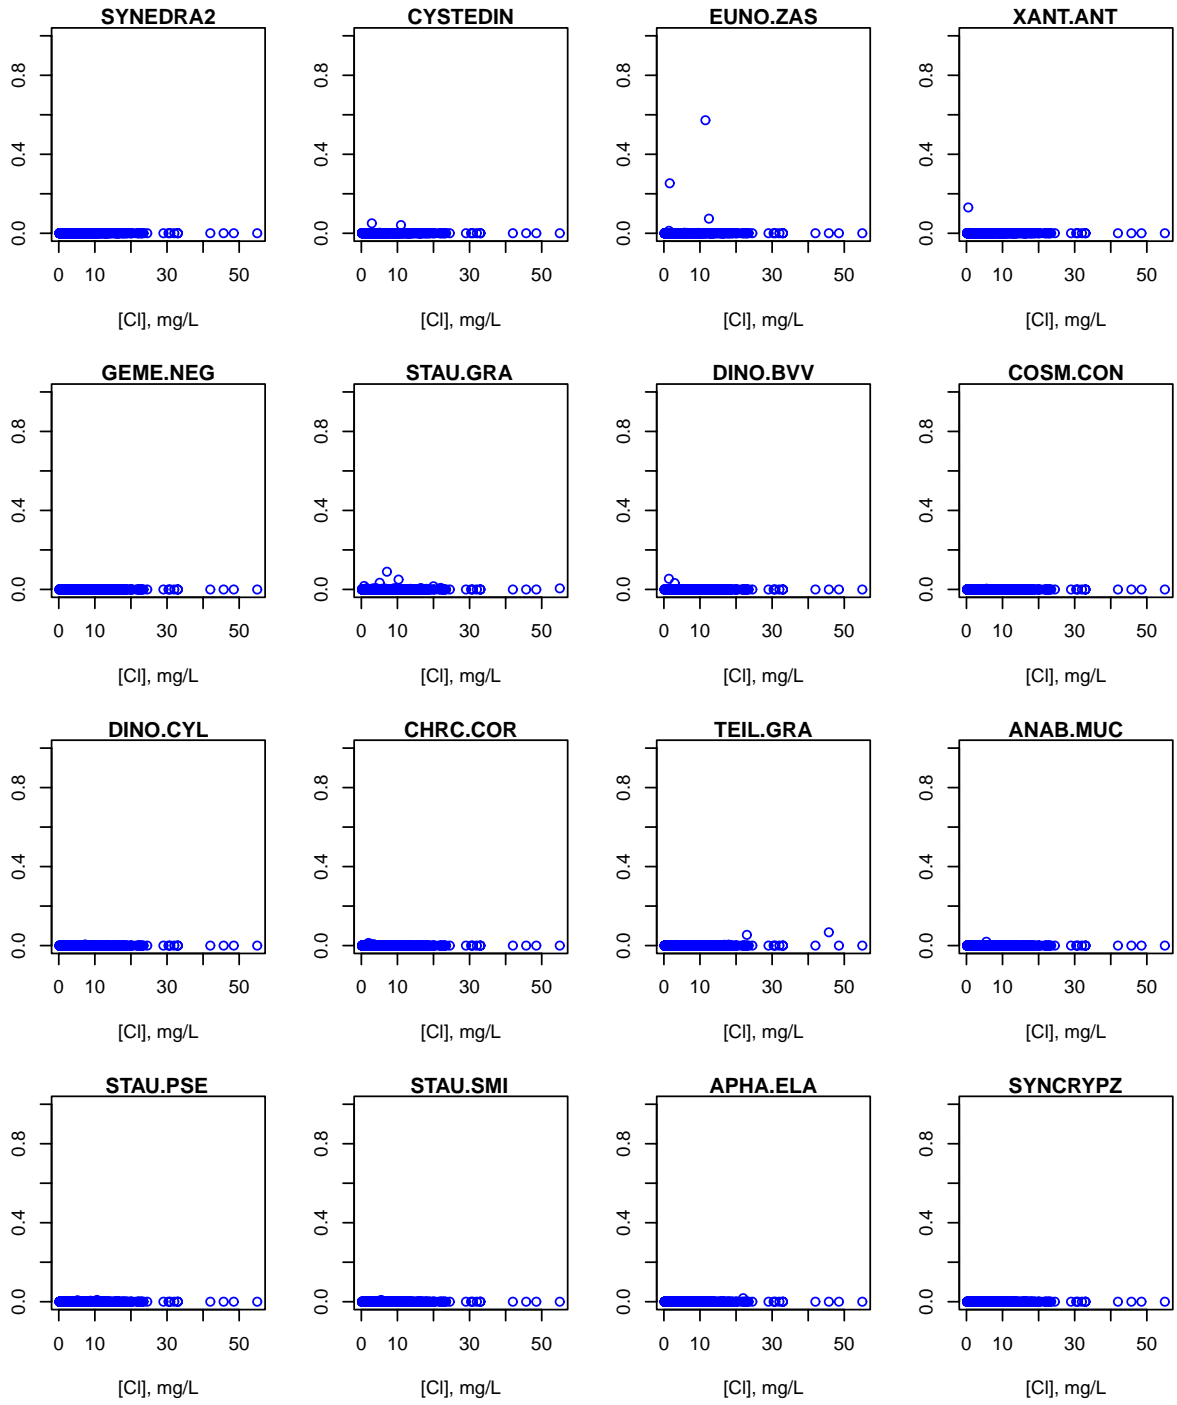 SYNEDRA2 CYSTEDIN EUNO.ZAS XANT.ANT
0.8 0.8 0.8 0.8
0.4 0.4 0.4 0.4
0.0 0.0 0.0 0.0
0 10 30 50 0 10 30 50 0 10 30 50 0 10 30 50
[Cl], mg/L [Cl], mg/L [Cl], mg/L [Cl], mg/L
GEME.NEG STAU.GRA DINO.BVV COSM.CON
0.8 0.8 0.8 0.8
0.4 0.4 0.4 0.4
0.0 0.0 0.0 0.0
0 10 30 50 0 10 30 50 0 10 30 50 0 10 30 50
[Cl], mg/L [Cl], mg/L [Cl], mg/L [Cl], mg/L
DINO.CYL CHRC.COR TEIL.GRA ANAB.MUC
0.8 0.8 0.8 0.8
0.4 0.4 0.4 0.4
0.0 0.0 0.0 0.0
0 10 30 50 0 10 30 50 0 10 30 50 0 10 30 50
[Cl], mg/L [Cl], mg/L [Cl], mg/L [Cl], mg/L
STAU.PSE STAU.SMI APHA.ELA SYNCRYPZ
0.8 0.8 0.8 0.8
0.4 0.4 0.4 0.4
0.0 0.0 0.0 0.0
0 10 30 50 0 10 30 50 0 10 30 50 0 10 30 50
[Cl], mg/L [Cl], mg/L [Cl], mg/L [Cl], mg/L